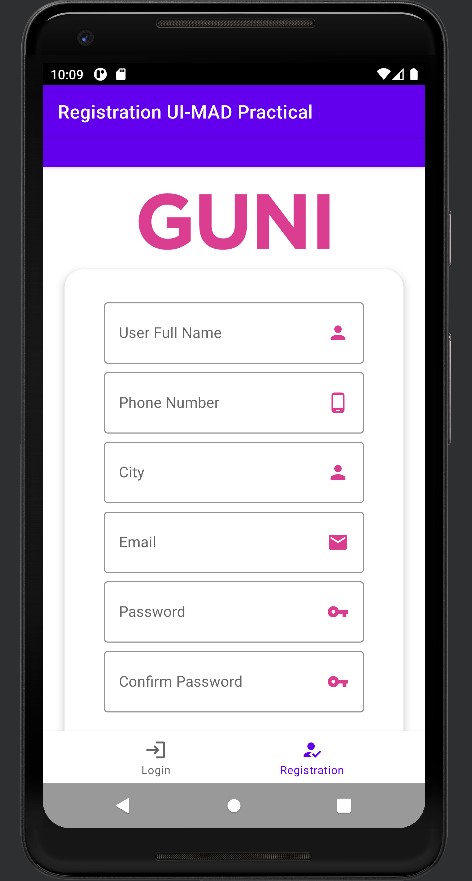 10:09
Registration UI-MAD Practical
GUNI
User Full Name
Phone Number
City
Email
Password
Confirm Password
Login
Registration